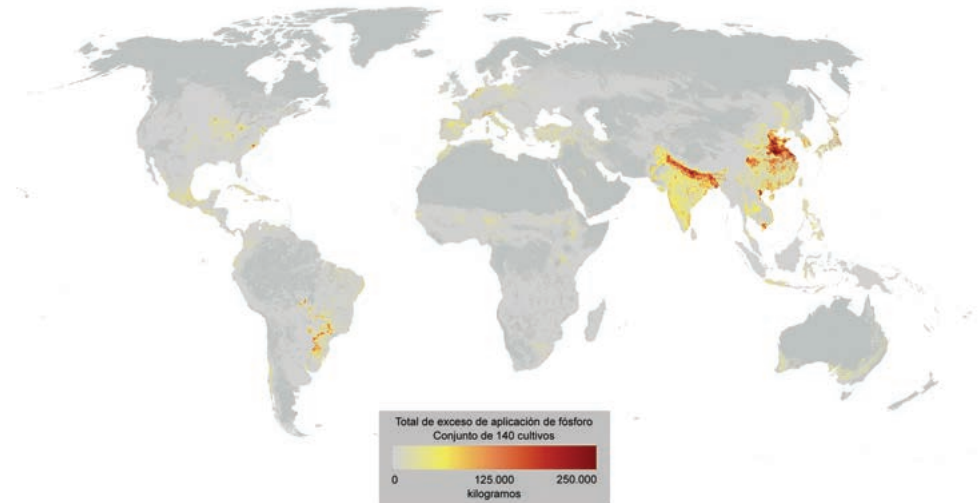 Total de exceso de aplicación de fósforo
Conjunto de 140 cultivos
0 125.000 250.000
kilogramos